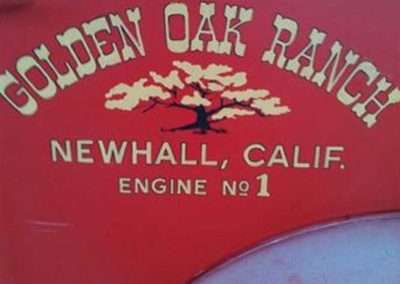 GOLDEN OAK RANCH
NEWHALL, CALIF.
ENGINE Nº 1